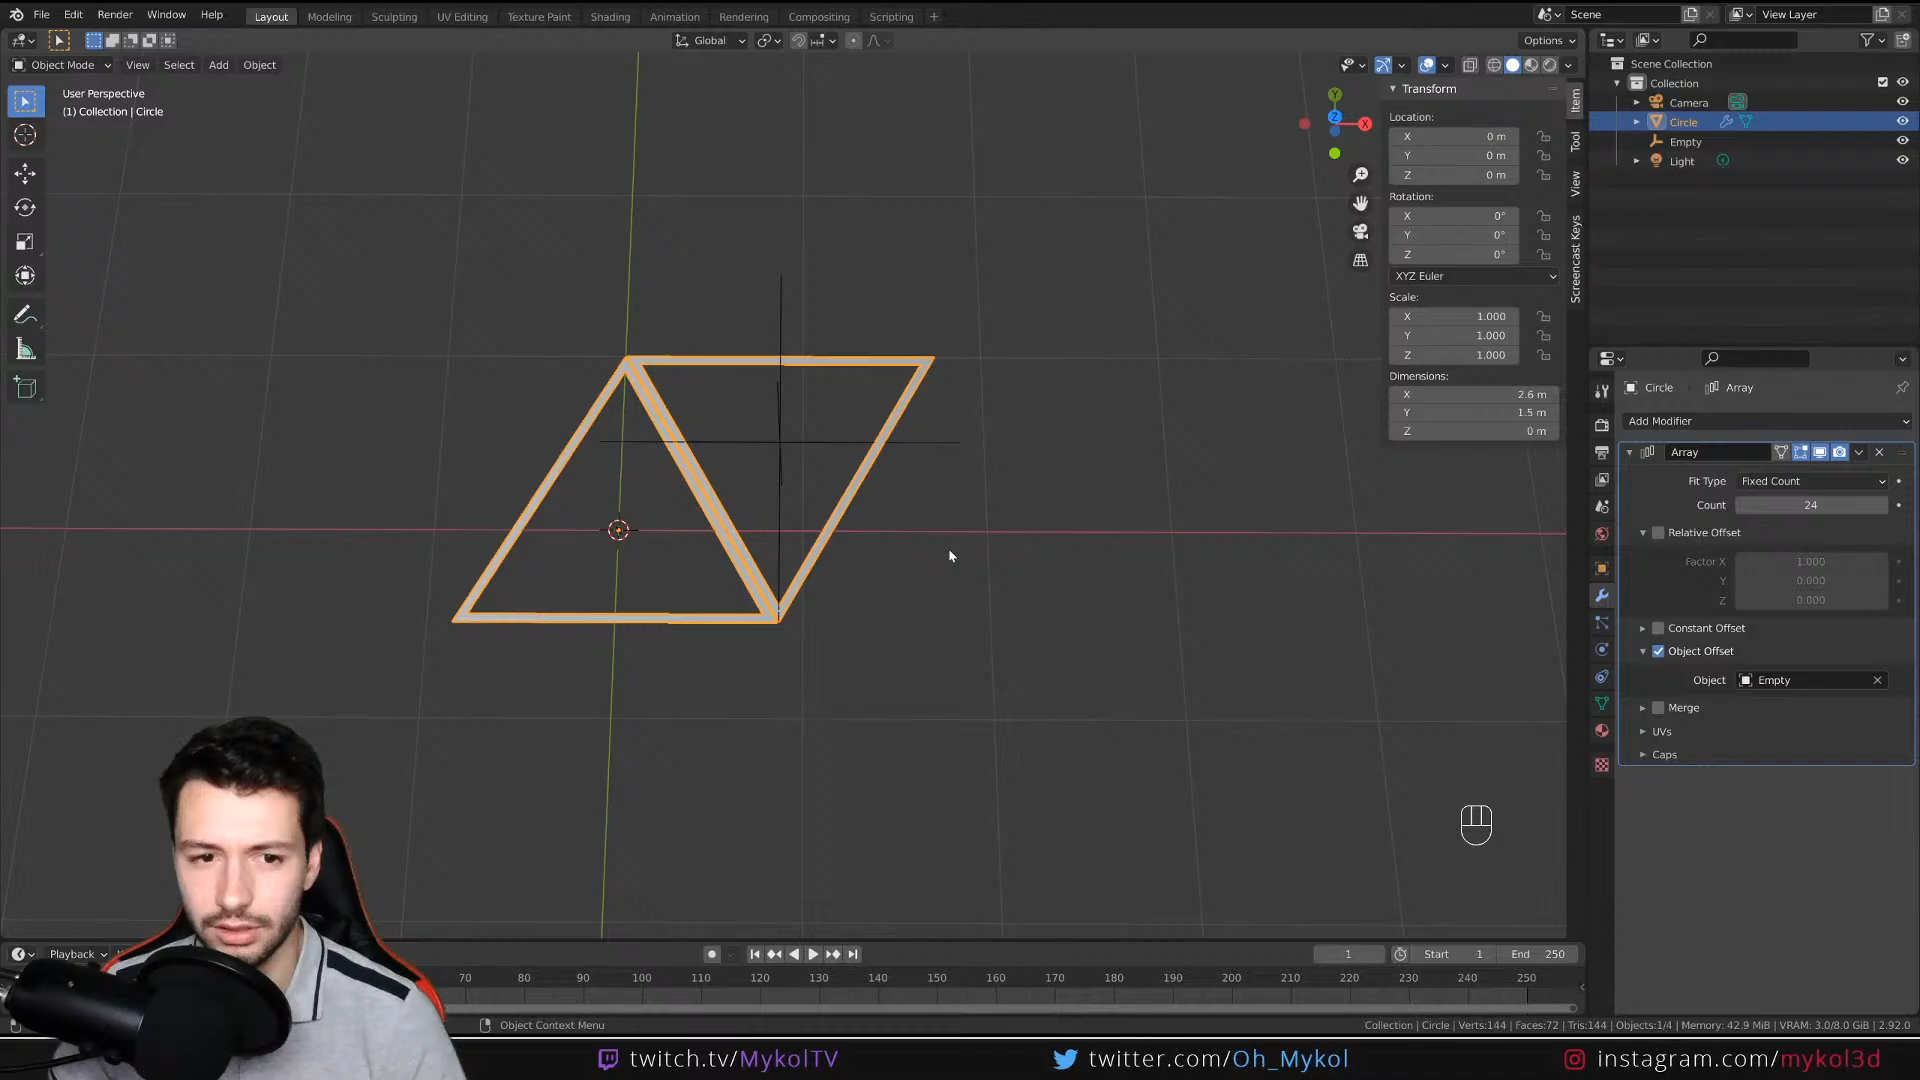 File Edit Render Window Help Layout Modeling Sculpting UV Editing Texture Paint Shading Animation Rendering Compositing Scripting + Scene View Layer
Global Options
Object Mode View Select Add Object
User Perspective
(1) Collection | Circle
Y
Z
X
Transform
Location:
X 0 m
Y 0 m
Z 0 m
Rotation:
X 0°
Y 0°
Z 0°
XYZ Euler
Scale:
X 1.000
Y 1.000
Z 1.000
Dimensions:
X 2.6 m
Y 1.5 m
Z 0 m
Item
Tool
View
Screencast Keys
Scene Collection
Collection
Camera
Circle
Empty
Light
Circle Array
Add Modifier
Array
Fit Type Fixed Count
Count 24
Relative Offset
Factor X 1.000
Y 0.000
Z 0.000
Constant Offset
Object Offset
Object Empty
Merge
UVs
Caps
Playback 1 Start 1 End 250
70 80 90 100 110 120 130 140 150 160 170 180 190 200 210 220 230 240 250
Object Context Menu Collection | Circle | Verts:144 | Faces:72 | Tris:144 | Objects:1/4 | Memory: 42.9 MiB | VRAM: 3.0/8.0 GiB | 2.92.0
twitch.tv/MykolTV twitter.com/Oh_Mykol instagram.com/mykol3d